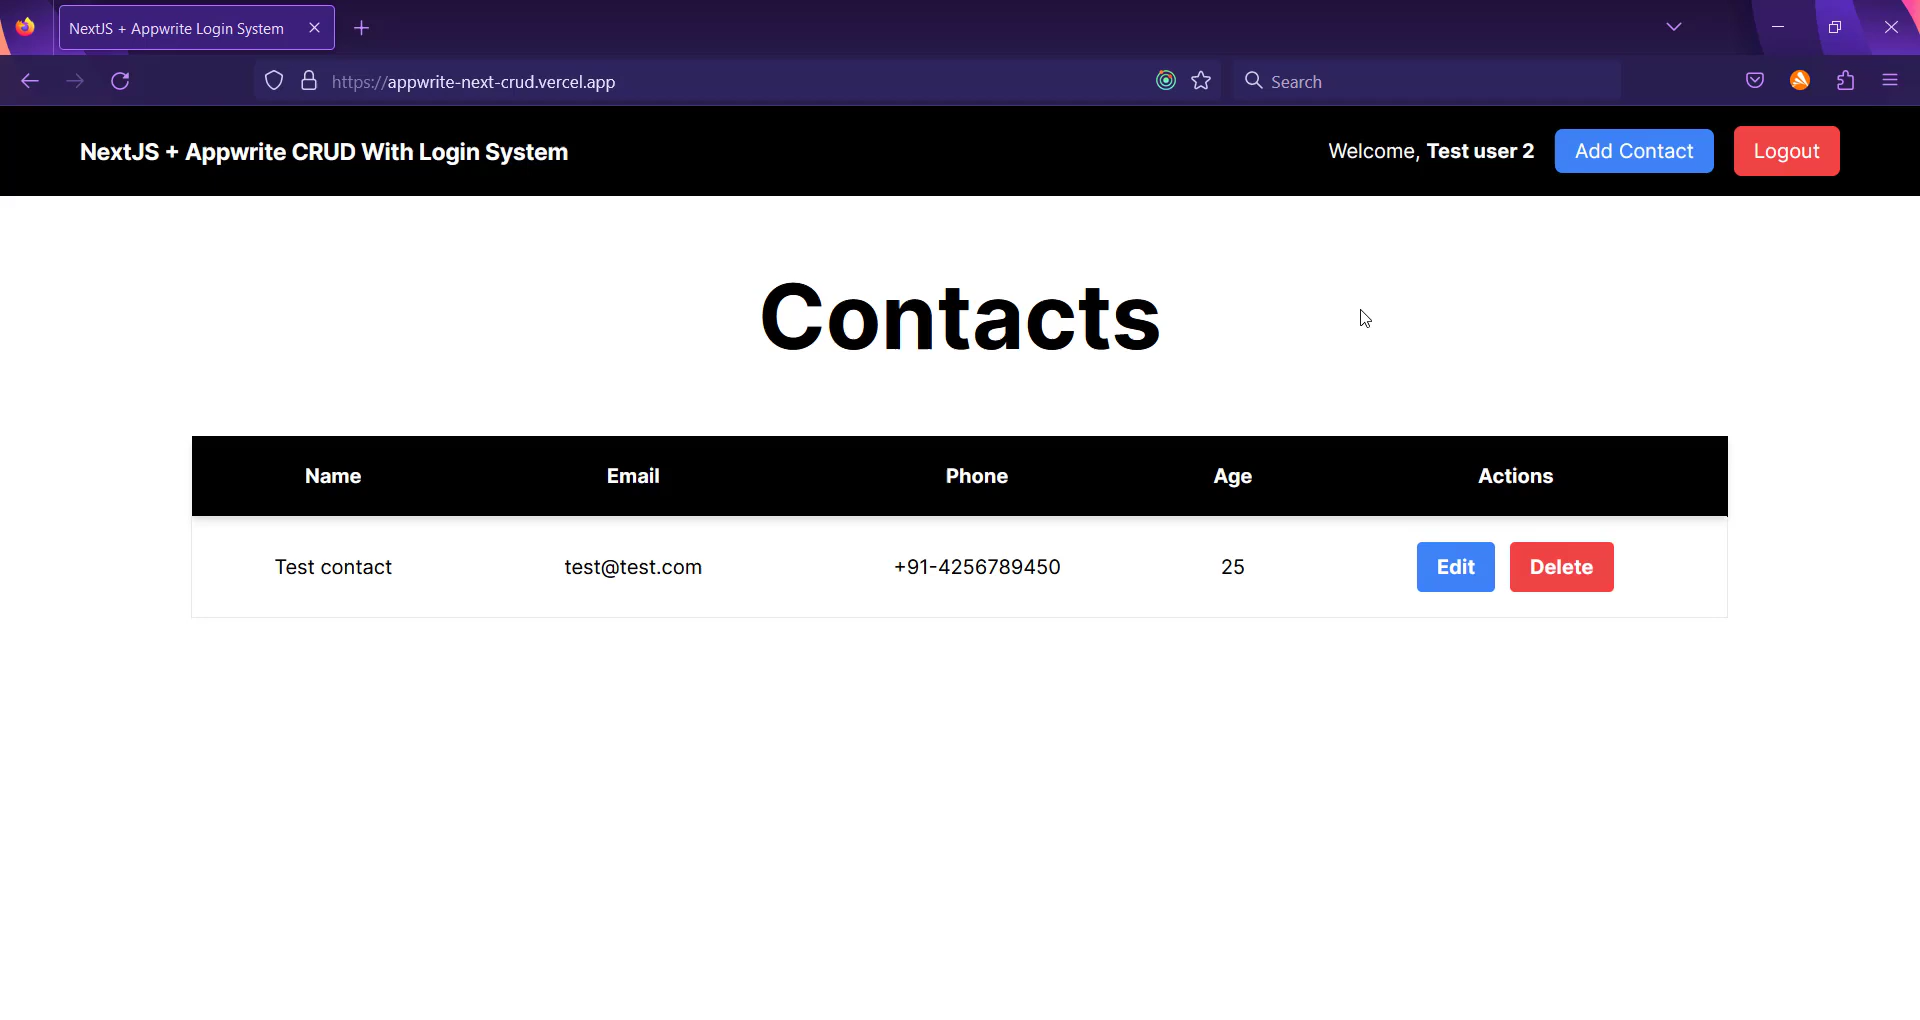 NextJS + Appwrite Login System
https://appwrite-next-crud.vercel.app
Search
NextJS + Appwrite CRUD With Login System
Welcome, Test user 2
Add Contact
Logout
Contacts
Name Email Phone Age Actions
Test contact test@test.com +91-4256789450 25 Edit Delete